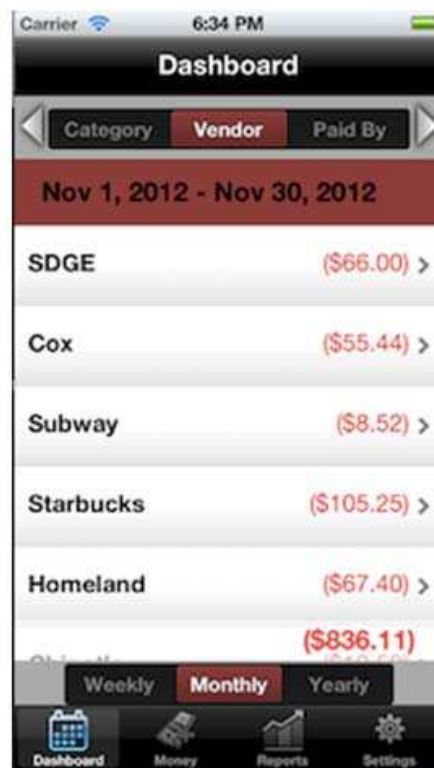 Carrier 6:34 PM
Dashboard
Category Vendor Paid By
Nov 1, 2012 - Nov 30, 2012
SDGE ($66.00)
Cox ($55.44)
Subway ($8.52)
Starbucks ($105.25)
Homeland ($67.40)
($836.11)
Weekly Monthly Yearly
Dashboard Money Reports Settings